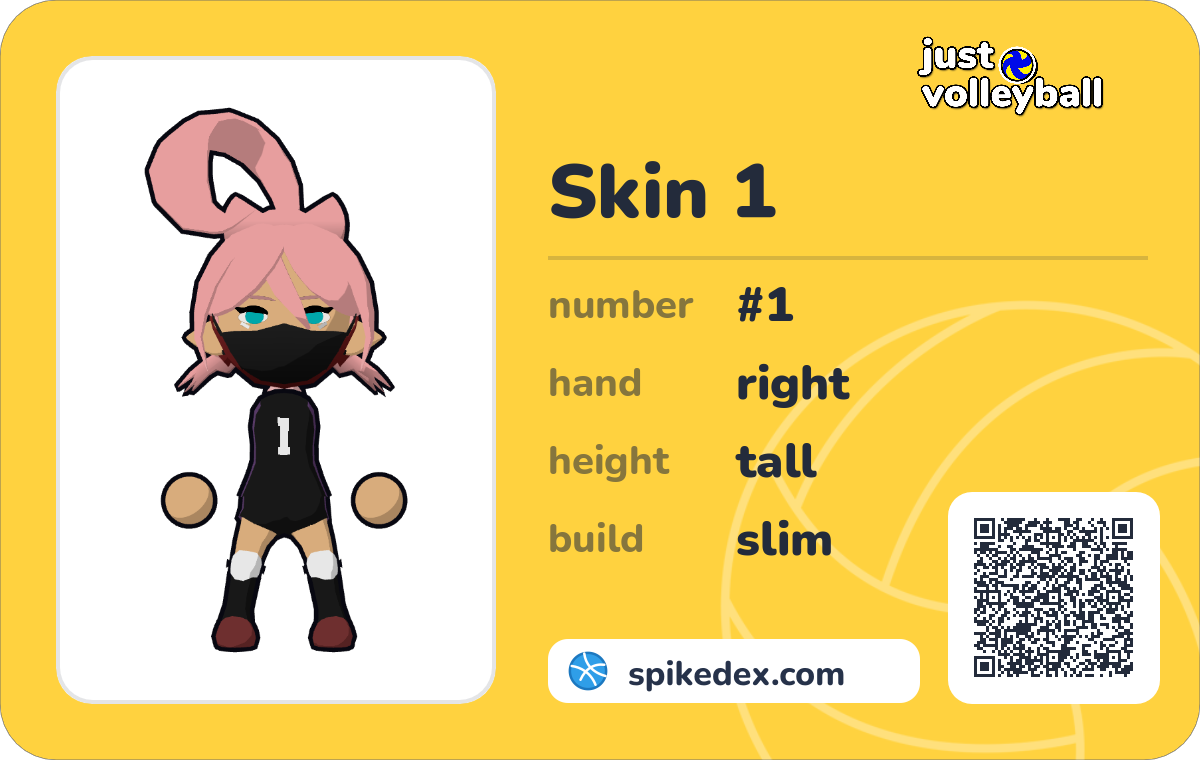 just
volleyball
Skin 1
number #1
hand right
height tall
build slim
1
spikedex.com